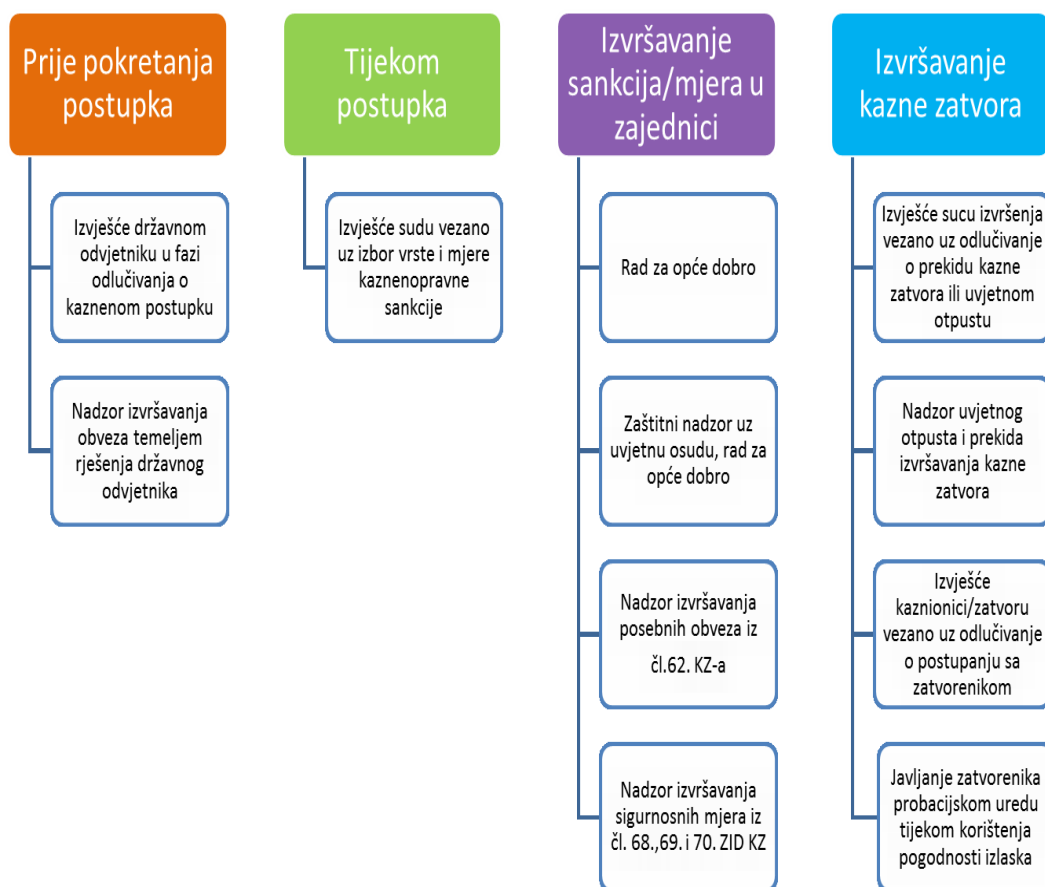 Prije pokretanja
postupka
Izvješće državnom
odvjetniku u fazi
odlučivanja o
kaznenom postupku
Nadzor izvršavanja
obveza temeljem
rješenja državnog
odvjetnika
Tijekom
postupka
Izvješće sudu vezano
uz izbor vrste i mjere
kaznenopravne
sankcije
Izvršavanje
sankcija/mjera u
zajednici
Rad za opće dobro
Zaštitni nadzor uz
uvjetnu osudu, rad za
opće dobro
Nadzor izvršavanja
posebnih obveza iz
čl.62. KZ-a
Nadzor izvršavanja
sigurnosnih mjera iz
čl. 68.,69. i 70. ZID KZ
Izvršavanje
kazne zatvora
Izvješće sucu izvršenja
vezano uz odlučivanje
o prekidu kazne
zatvora ili uvjetnom
otpustu
Nadzor uvjetnog
otpusta i prekida
izvršavanja kazne
zatvora
Izvješće
kaznionici/zatvoru
vezano uz odlučivanje
o postupanju sa
zatvorenikom
Javljanje zatvorenika
probacijskom uredu
tijekom korištenja
pogodnosti izlaska